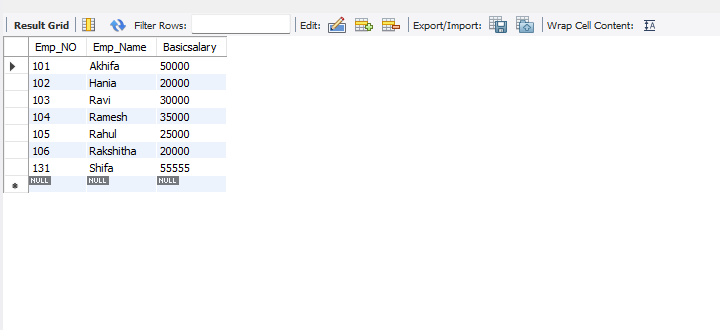 Result Grid Filter Rows: Edit: Export/Import: Wrap Cell Content: IA
Emp_NO Emp_Name Basicsalary
101 Akhifa 50000
102 Hania 20000
103 Ravi 30000
104 Ramesh 35000
105 Rahul 25000
106 Rakshitha 20000
131 Shifa 55555
NULL NULL NULL